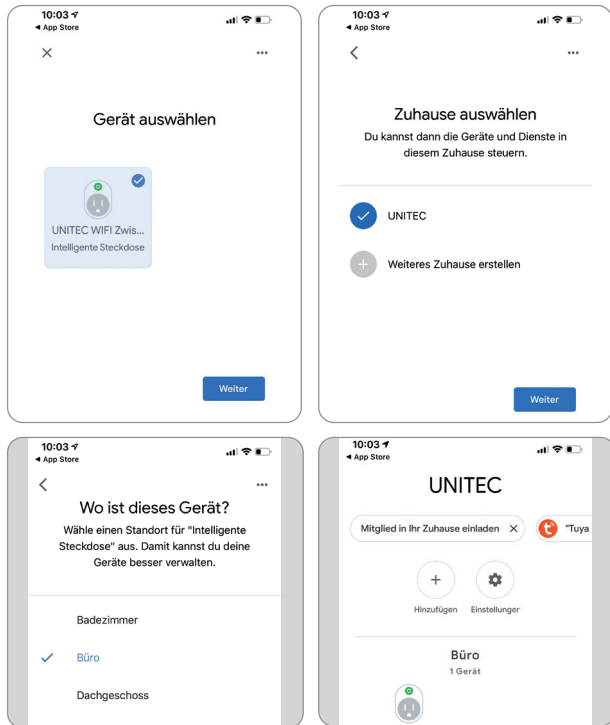 10:03
◀ App Store
Gerät auswählen
UNITEC WIFI Zwis...
Intelligente Steckdose
Weiter
10:03
◀ App Store
Zuhause auswählen
Du kannst dann die Geräte und Dienste in
diesem Zuhause steuern.
UNITEC
Weiteres Zuhause erstellen
Weiter
10:03
◀ App Store
Wo ist dieses Gerät?
Wähle einen Standort für "Intelligente
Steckdose" aus. Damit kannst du deine
Geräte besser verwalten.
Badezimmer
Büro
Dachgeschoss
10:03
◀ App Store
UNITEC
Mitglied in Ihr Zuhause einladen
"Tuya
Hinzufügen
Einstellunger
Büro
1 Gerät